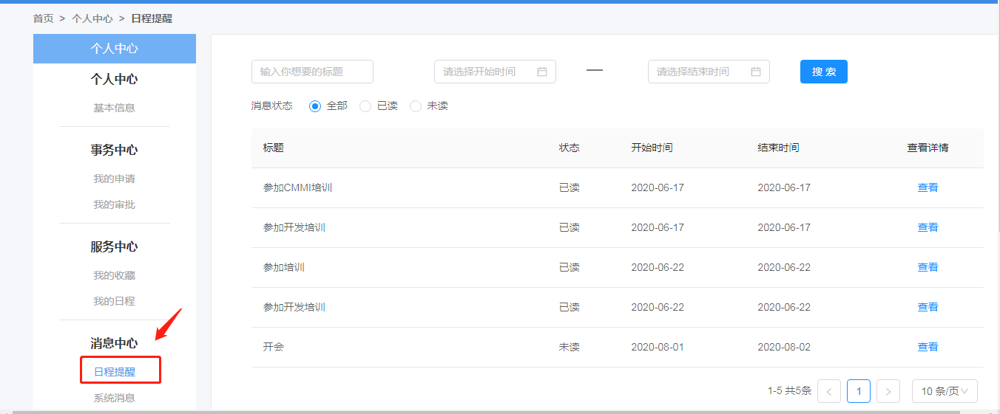 首页 > 个人中心 > 日程提醒
个人中心
个人中心
基本信息
事务中心
我的申请
我的审批
服务中心
我的收藏
我的日程
消息中心
日程提醒
系统消息
输入你想要的标题 请选择开始时间 — 请选择结束时间 搜 索
消息状态 全部 已读 未读
标题 状态 开始时间 结束时间 查看详情
参加CMMI培训 已读 2020-06-17 2020-06-17 查看
参加开发培训 已读 2020-06-17 2020-06-17 查看
参加培训 已读 2020-06-22 2020-06-22 查看
参加开发培训 已读 2020-06-22 2020-06-22 查看
开会 未读 2020-08-01 2020-08-02 查看
1-5 共5条 < 1 > 10 条/页